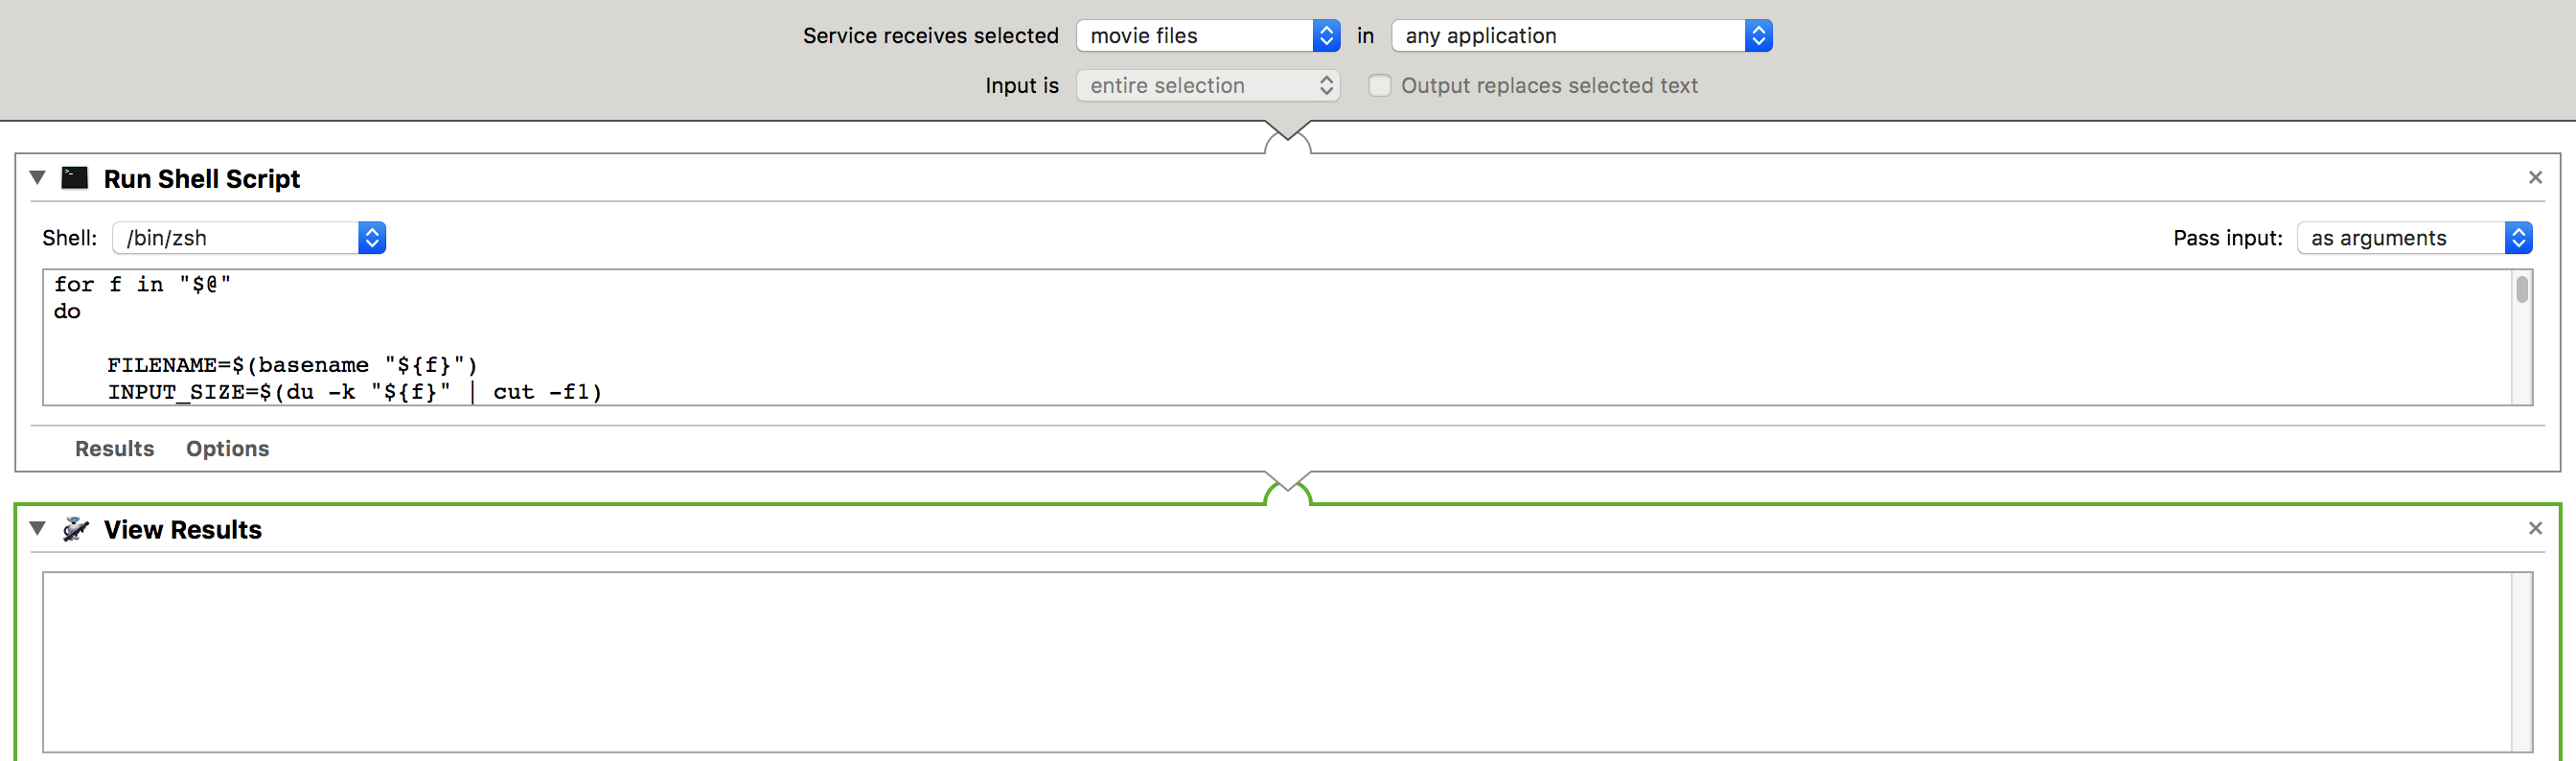 Service receives selected movie files in any application
Input is entire selection Output replaces selected text
Run Shell Script
Shell: /bin/zsh Pass input: as arguments
for f in "$@"
do
FILENAME=$(basename "${f}")
INPUT_SIZE=$(du -k "${f}" | cut -f1)
Results Options
View Results